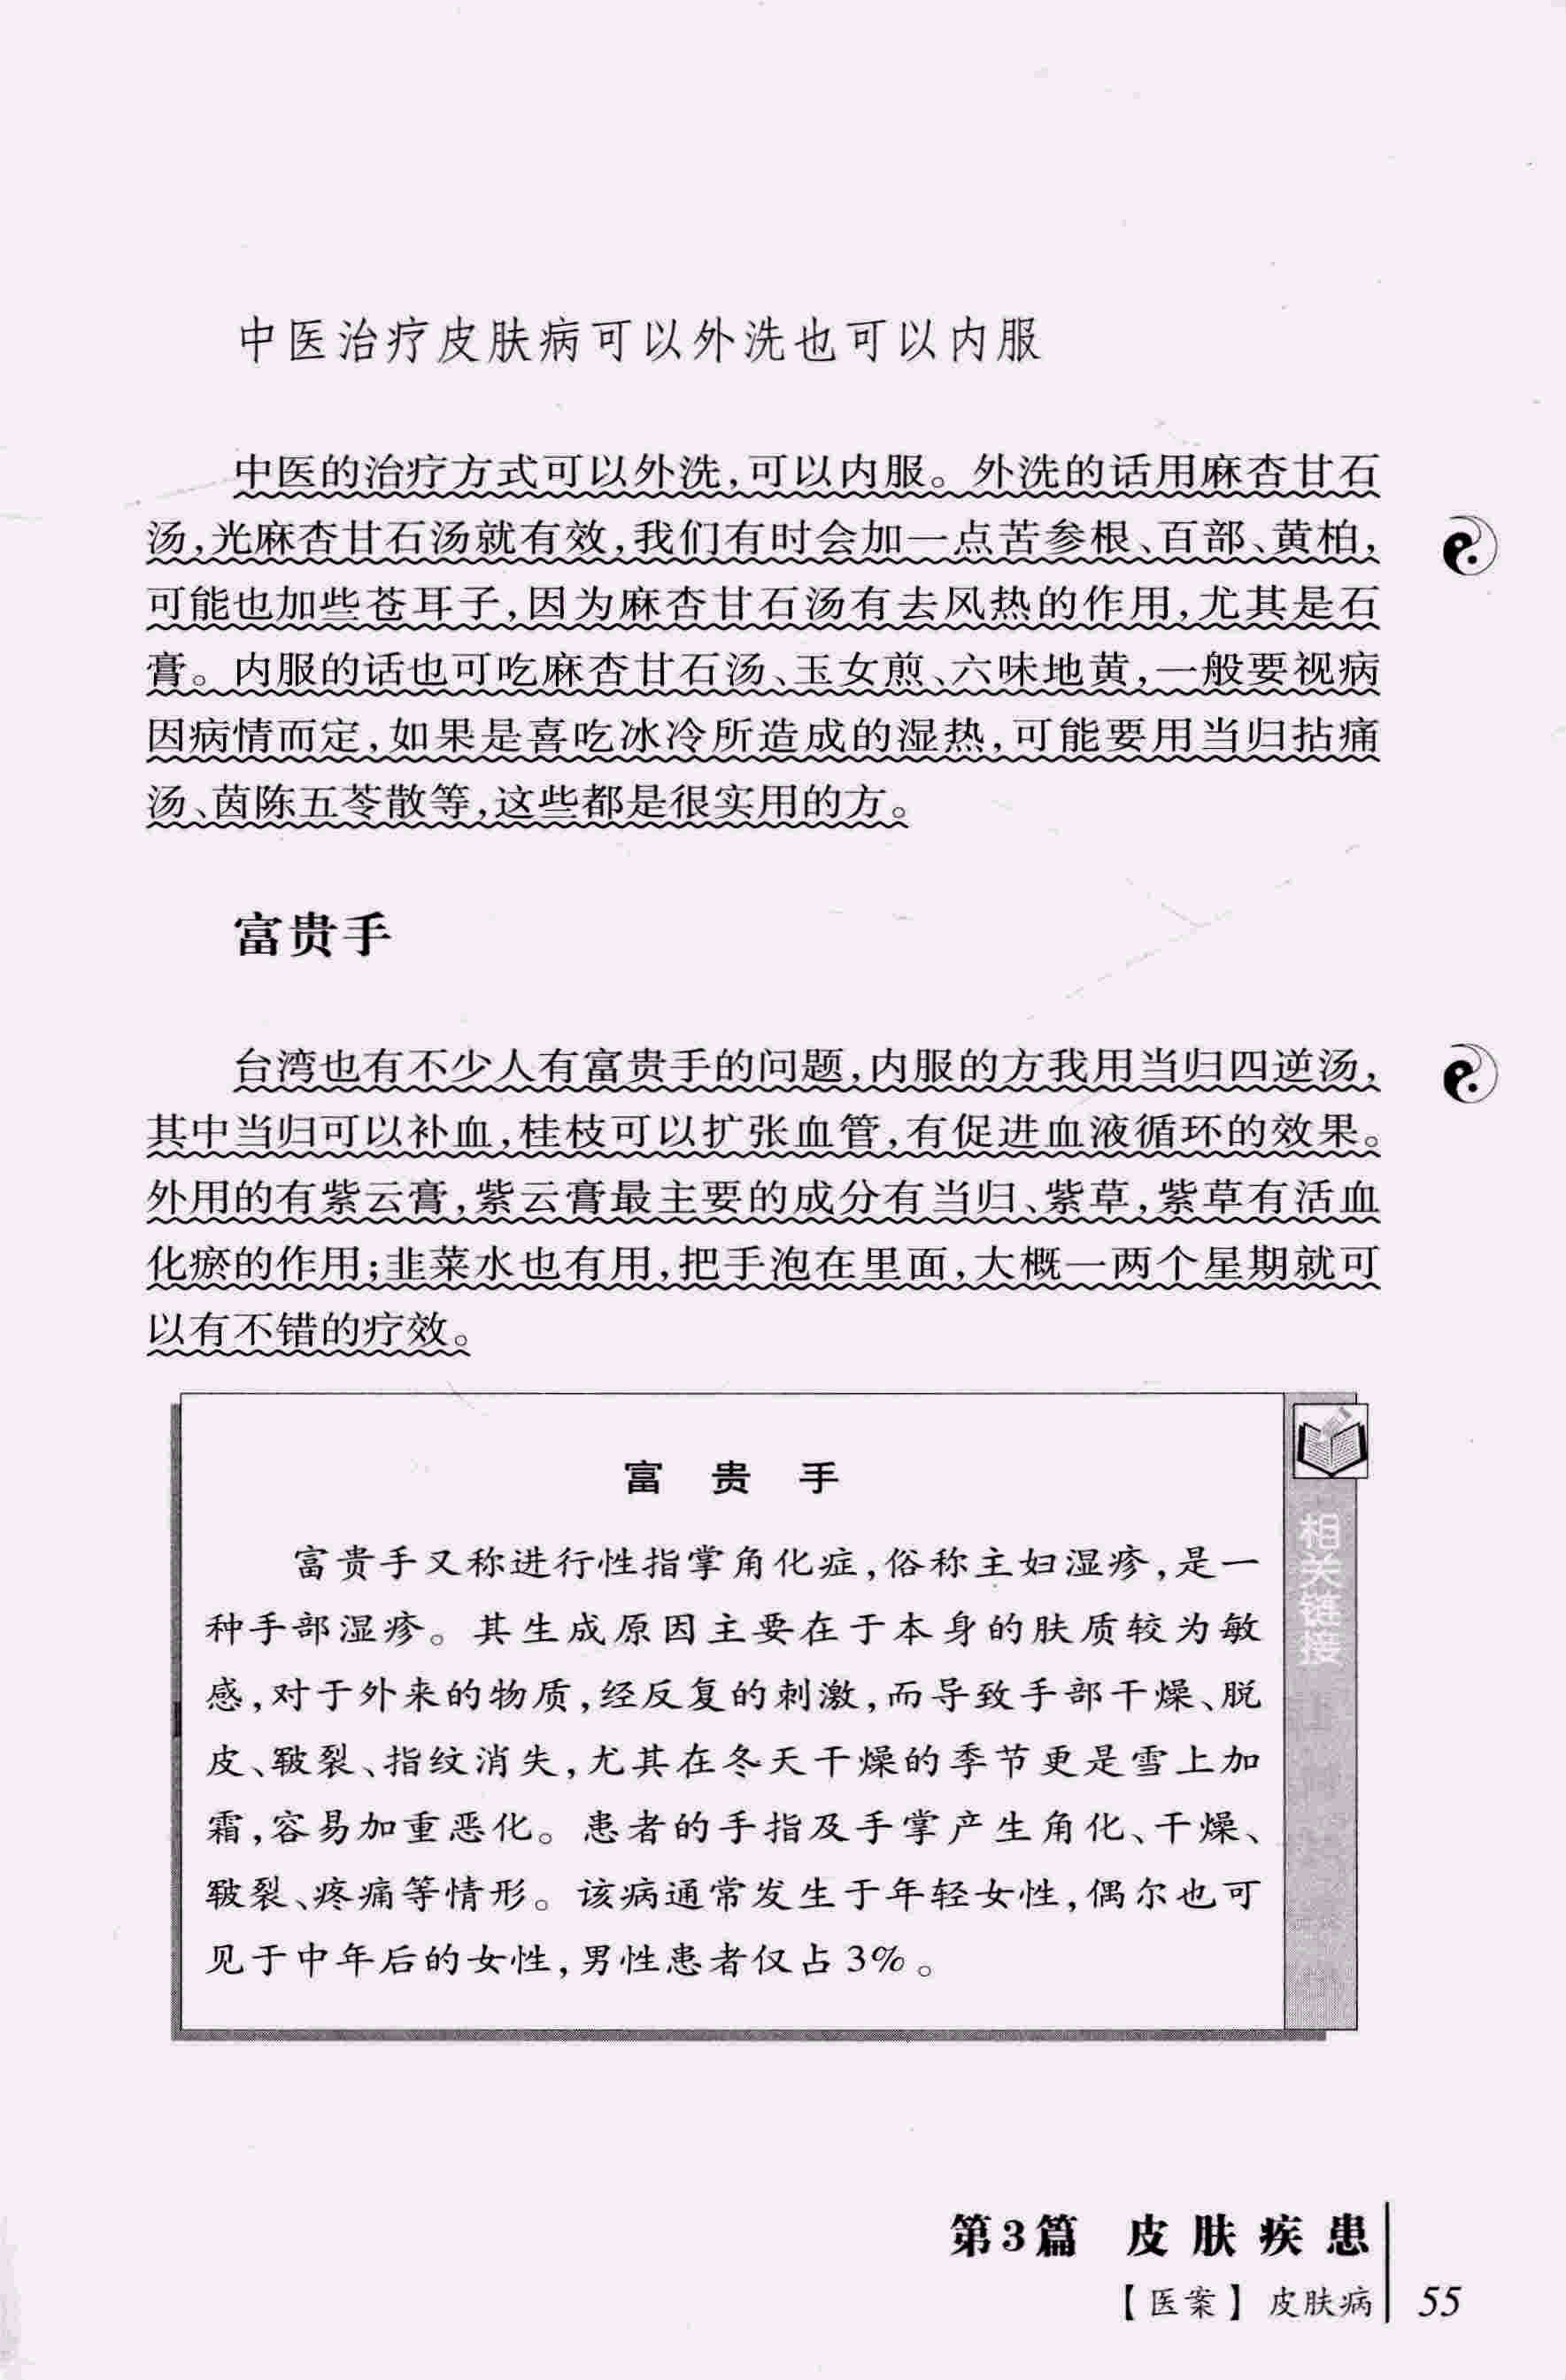 中医治疗皮肤病可以外洗也可以内服
中医的治疗方式可以外洗,可以内服。外洗的话用麻杏甘石
汤,光麻杏甘石汤就有效,我们有时会加一点苦参根、百部、黄柏,
可能也加些苍耳子,因为麻杏甘石汤有去风热的作用,尤其是石
膏。内服的话也可吃麻杏甘石汤、玉女煎、六味地黄,一般要视病
因病情而定,如果是喜吃冰冷所造成的湿热,可能要用当归拈痛
汤、茵陈五苓散等,这些都是很实用的方。
富贵手
台湾也有不少人有富贵手的问题,内服的方我用当归四逆汤,
其中当归可以补血,桂枝可以扩张血管,有促进血液循环的效果。
外用的有紫云膏,紫云膏最主要的成分有当归、紫草,紫草有活血
化瘀的作用;韭菜水也有用,把手泡在里面,大概一两个星期就可
以有不错的疗效。
富 贵 手
富贵手又称进行性指掌角化症,俗称主妇湿疹,是一
种手部湿疹。其生成原因主要在于本身的肤质较为敏
感,对于外来的物质,经反复的刺激,而导致手部干燥、脱
皮、皲裂、指纹消失,尤其在冬天干燥的季节更是雪上加
霜,容易加重恶化。患者的手指及手掌产生角化、干燥、
皲裂、疼痛等情形。该病通常发生于年轻女性,偶尔也可
见于中年后的女性,男性患者仅占3%。
相关链接
第3篇 皮肤疾患
【医案】皮肤病 55